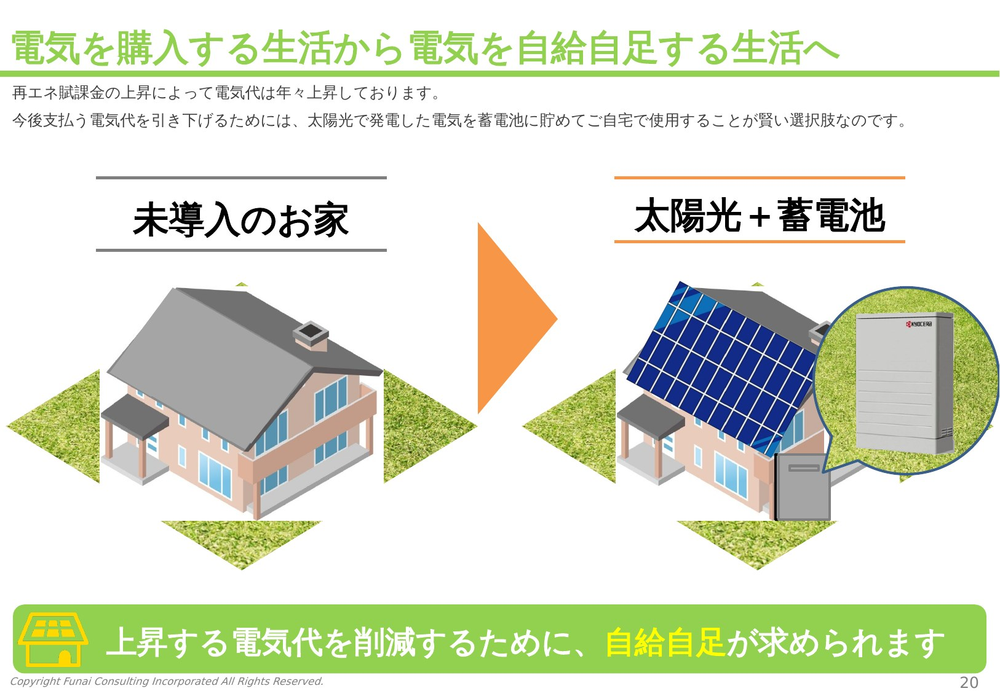 電気を購入する生活から電気を自給自足する生活へ
再エネ賦課金の上昇によって電気代は年々上昇しております。
今後支払う電気代を引き下げるためには、太陽光で発電した電気を蓄電池に貯めてご自宅で使用することが賢い選択肢なのです。
未導入のお家
太陽光＋蓄電池
KYOCERA
上昇する電気代を削減するために、自給自足が求められます
Copyright Funai Consulting Incorporated All Rights Reserved.
20